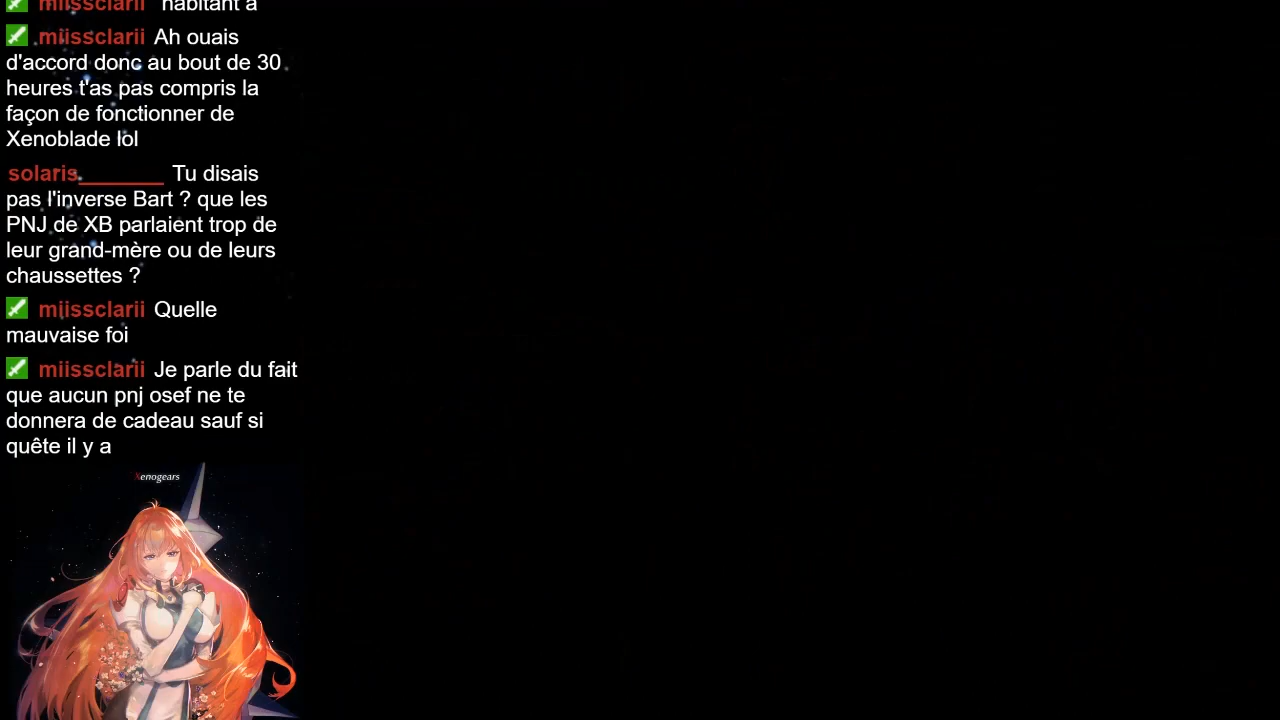 miissclarii habitant a
miissclarii Ah ouais
d'accord donc au bout de 30
heures t'as pas compris la
façon de fonctionner de
Xenoblade lol
solaris_______ Tu disais
pas l'inverse Bart ? que les
PNJ de XB parlaient trop de
leur grand-mère ou de leurs
chaussettes ?
miissclarii Quelle
mauvaise foi
miissclarii Je parle du fait
que aucun pnj osef ne te
donnera de cadeau sauf si
quête il y a
Xenogears